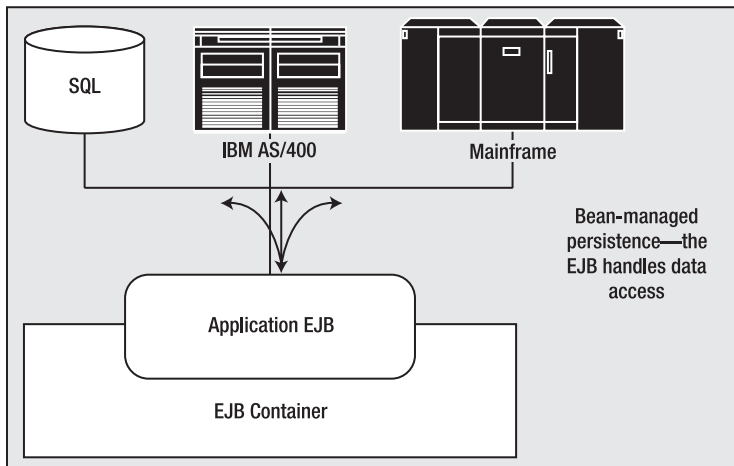 SQL
IBM AS/400
Mainframe
Bean-managed
persistence—the
EJB handles data
access
Application EJB
EJB Container